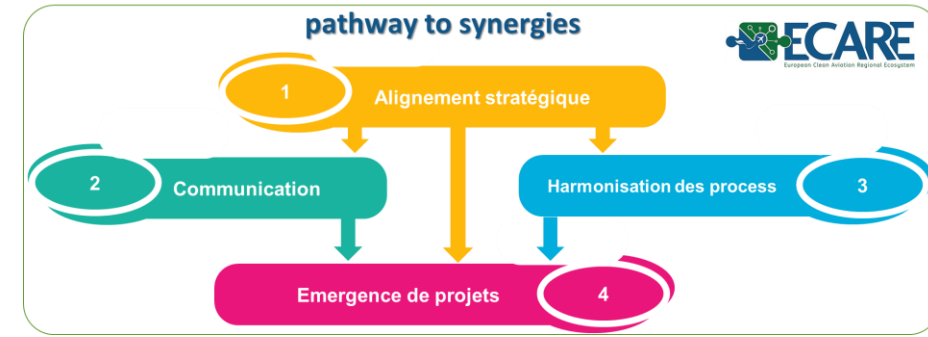 pathway to synergies
ECARE
European Clean Aviation Regional Ecosystem
1
Alignement stratégique
2
Communication
Harmonisation des process
3
Emergence de projets
4